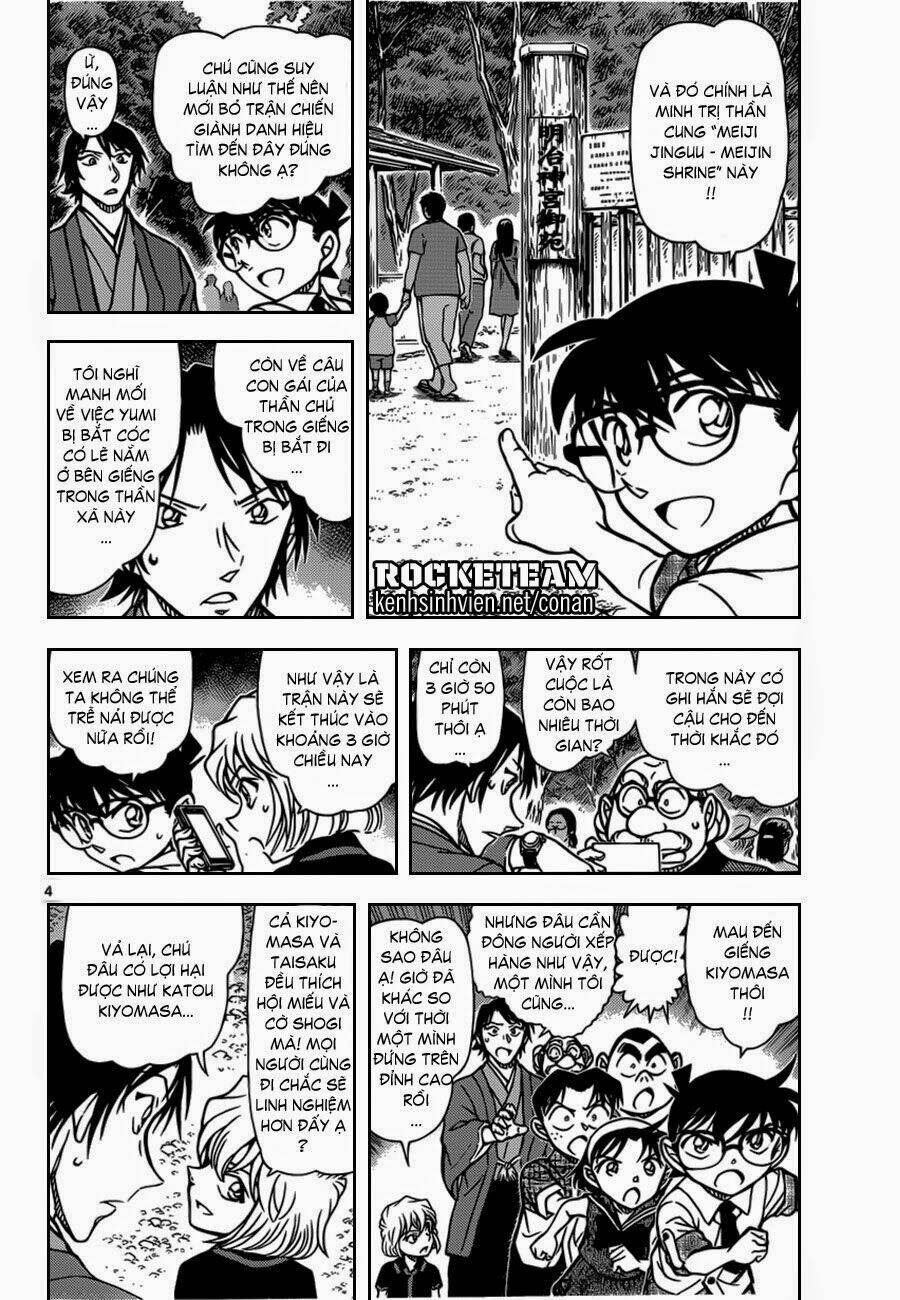 VÀ ĐÓ CHÍNH LÀ
MINH TRỊ THẦN
CUNG “MEIJI
JINGUU - MEIJIN
SHRINE” NÀY
!!
明治神宮御苑
CHÚ CŨNG SUY
LUẬN NHƯ THẾ NÊN
MỚI BỎ TRẬN CHIẾN
GIÀNH DANH HIỆU
TÌM ĐẾN ĐÂY ĐÚNG
KHÔNG Ạ?
Ừ,
ĐÚNG
VẬY
...
CÒN VỀ CÂU
CON GÁI CỦA
THẦN CHÚ
TRONG GIẾNG
BỊ BẮT ĐI
...
TÔI NGHĨ
MANH MỐI
VỀ VIỆC YUMI
BỊ BẮT CÓC
CÓ LẼ NẰM
Ở BÊN GIẾNG
TRONG THẦN
XÃ NÀY
...
ROCKETEAM
kenhsinhvien.net/conan
TRONG NÀY CÓ
GHI HẮN SẼ ĐỢI
CẬU CHO ĐẾN
THỜI KHẮC ĐÓ
...
VẬY RỐT
CUỘC LÀ
CÒN BAO
NHIÊU THỜI
GIAN?
CHỈ CÒN
3 GIỜ 50
PHÚT
THÔI Ạ
...
NHƯ VẬY LÀ
TRẬN NÀY SẼ
KẾT THÚC VÀO
KHOẢNG 3 GIỜ
CHIỀU NAY
...
XEM RA CHÚNG
TA KHÔNG THỂ
TRỄ NẢI ĐƯỢC
NỮA RỒI!
4
MAU ĐẾN
GIẾNG
KIYOMASA
THÔI
!!
ĐƯỢC!
NHƯNG ĐÂU CẦN
ĐÔNG NGƯỜI XẾP
HÀNG NHƯ VẬY,
MỘT MÌNH TÔI
CŨNG...
KHÔNG
SAO ĐÂU
Ạ! GIỜ ĐÃ
KHÁC SO
VỚI THỜI
MỘT MÌNH
ĐỨNG TRÊN
ĐỈNH CAO
RỒI
...
CẢ KIYO-
MASA VÀ
TAISAKU
ĐỀU THÍCH
HỘI MIẾU VÀ
CỜ SHOGI
MÀ! MỌI
NGƯỜI CÙNG
ĐI CHẮC SẼ
LINH NGHIỆM
HƠN ĐẤY Ạ
?
VẢ LẠI, CHÚ
ĐÂU CÓ LỢI HẠI
ĐƯỢC NHƯ KATOU
KIYOMASA...